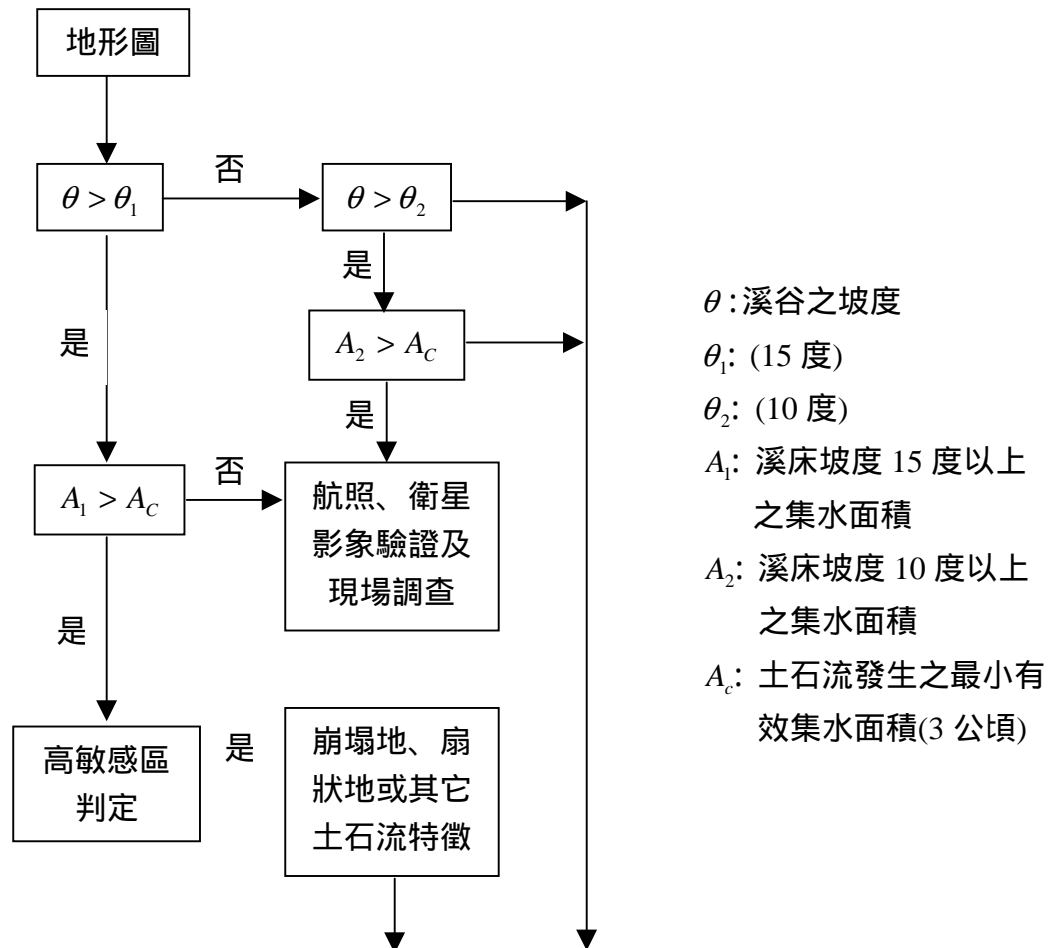 地形圖
否
θ > θ₁
θ > θ₂
是
是
A₂ > A_C
是
否
A₁ > A_C
航照、衛星
影象驗證及
現場調查
是
高敏感區
判定
是
崩塌地、扇
狀地或其它
土石流特徵
θ :溪谷之坡度
θ₁: (15 度)
θ₂: (10 度)
A₁: 溪床坡度 15 度以上
之集水面積
A₂: 溪床坡度 10 度以上
之集水面積
A_c: 土石流發生之最小有
效集水面積(3 公頃)